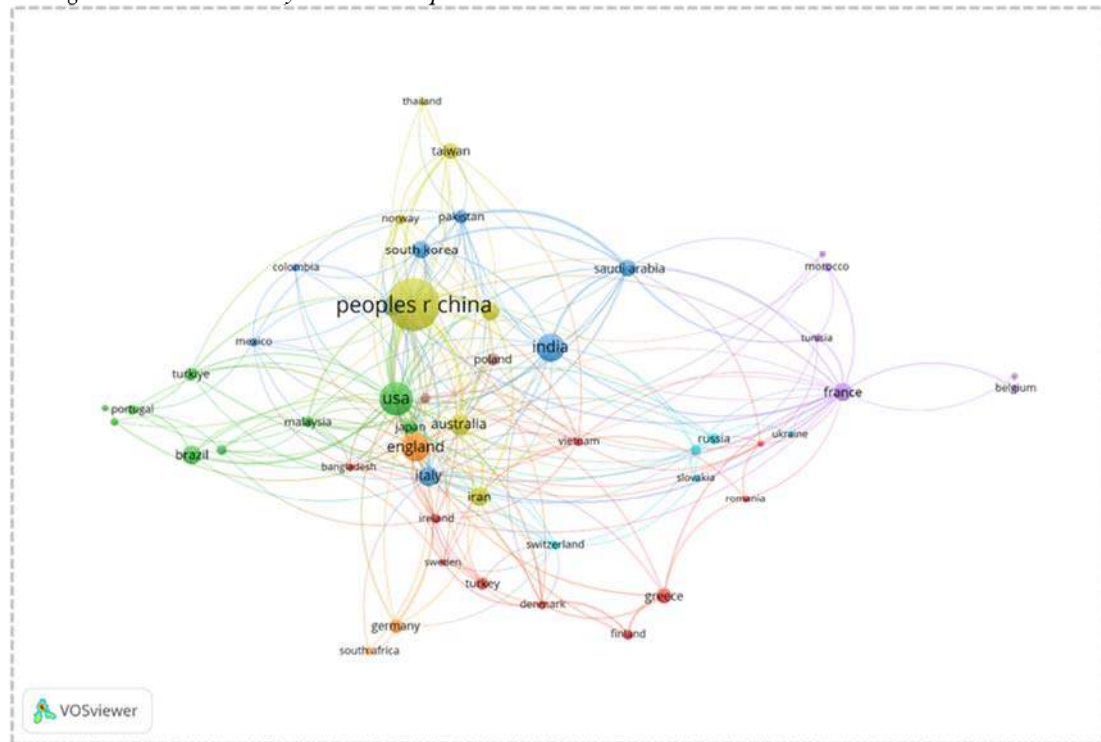 thailand
taiwan
norway
pakistan
south korea
colombia
saudi arabia
morocco
peoples r china
mexico
india
tunisia
poland
turkiye
belgium
france
usa
portugal
malaysia
japan
australia
england
vietnam
russia
ukraine
brazil
bangladesh
italy
slovakia
iran
romania
ireland
switzerland
sweden
turkey
denmark
greece
germany
finland
south africa
VOSviewer